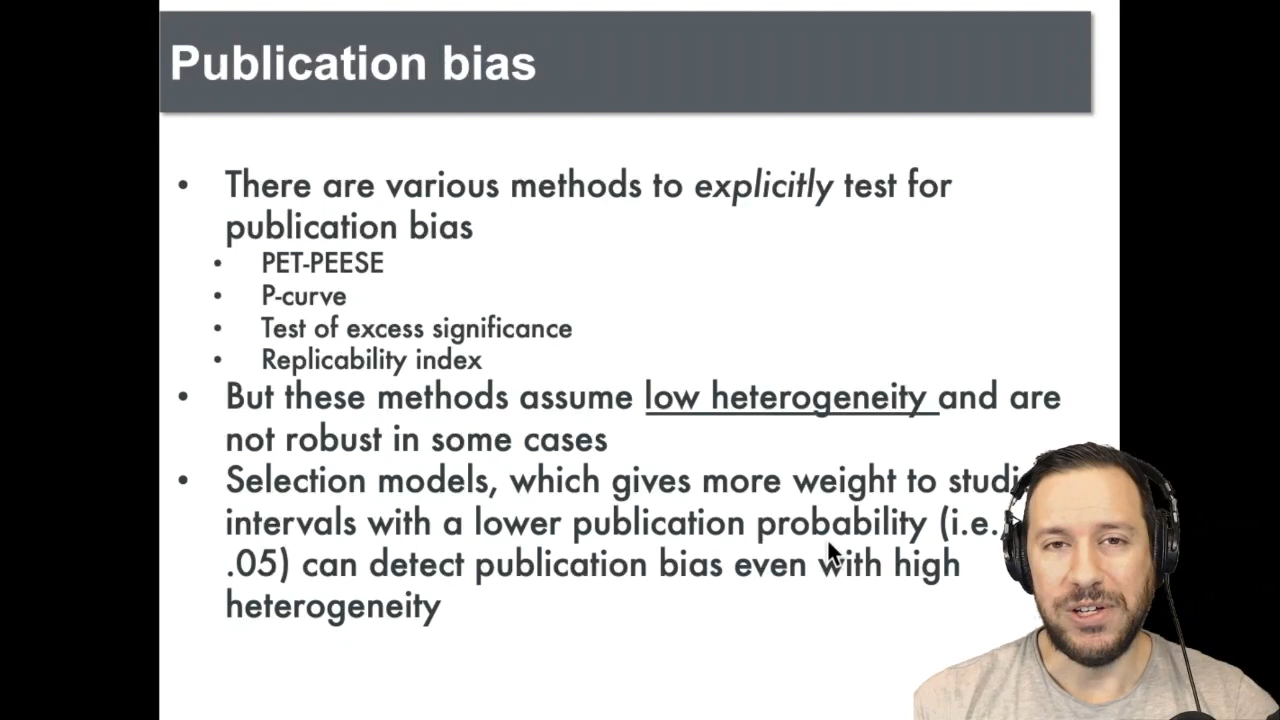 Publication bias
• There are various methods to explicitly test for
publication bias
• PET-PEESE
• P-curve
• Test of excess significance
• Replicability index
• But these methods assume low heterogeneity and are
not robust in some cases
• Selection models, which gives more weight to
intervals with a lower publication probability (i.e.
.05) can detect publication bias even with high
heterogeneity